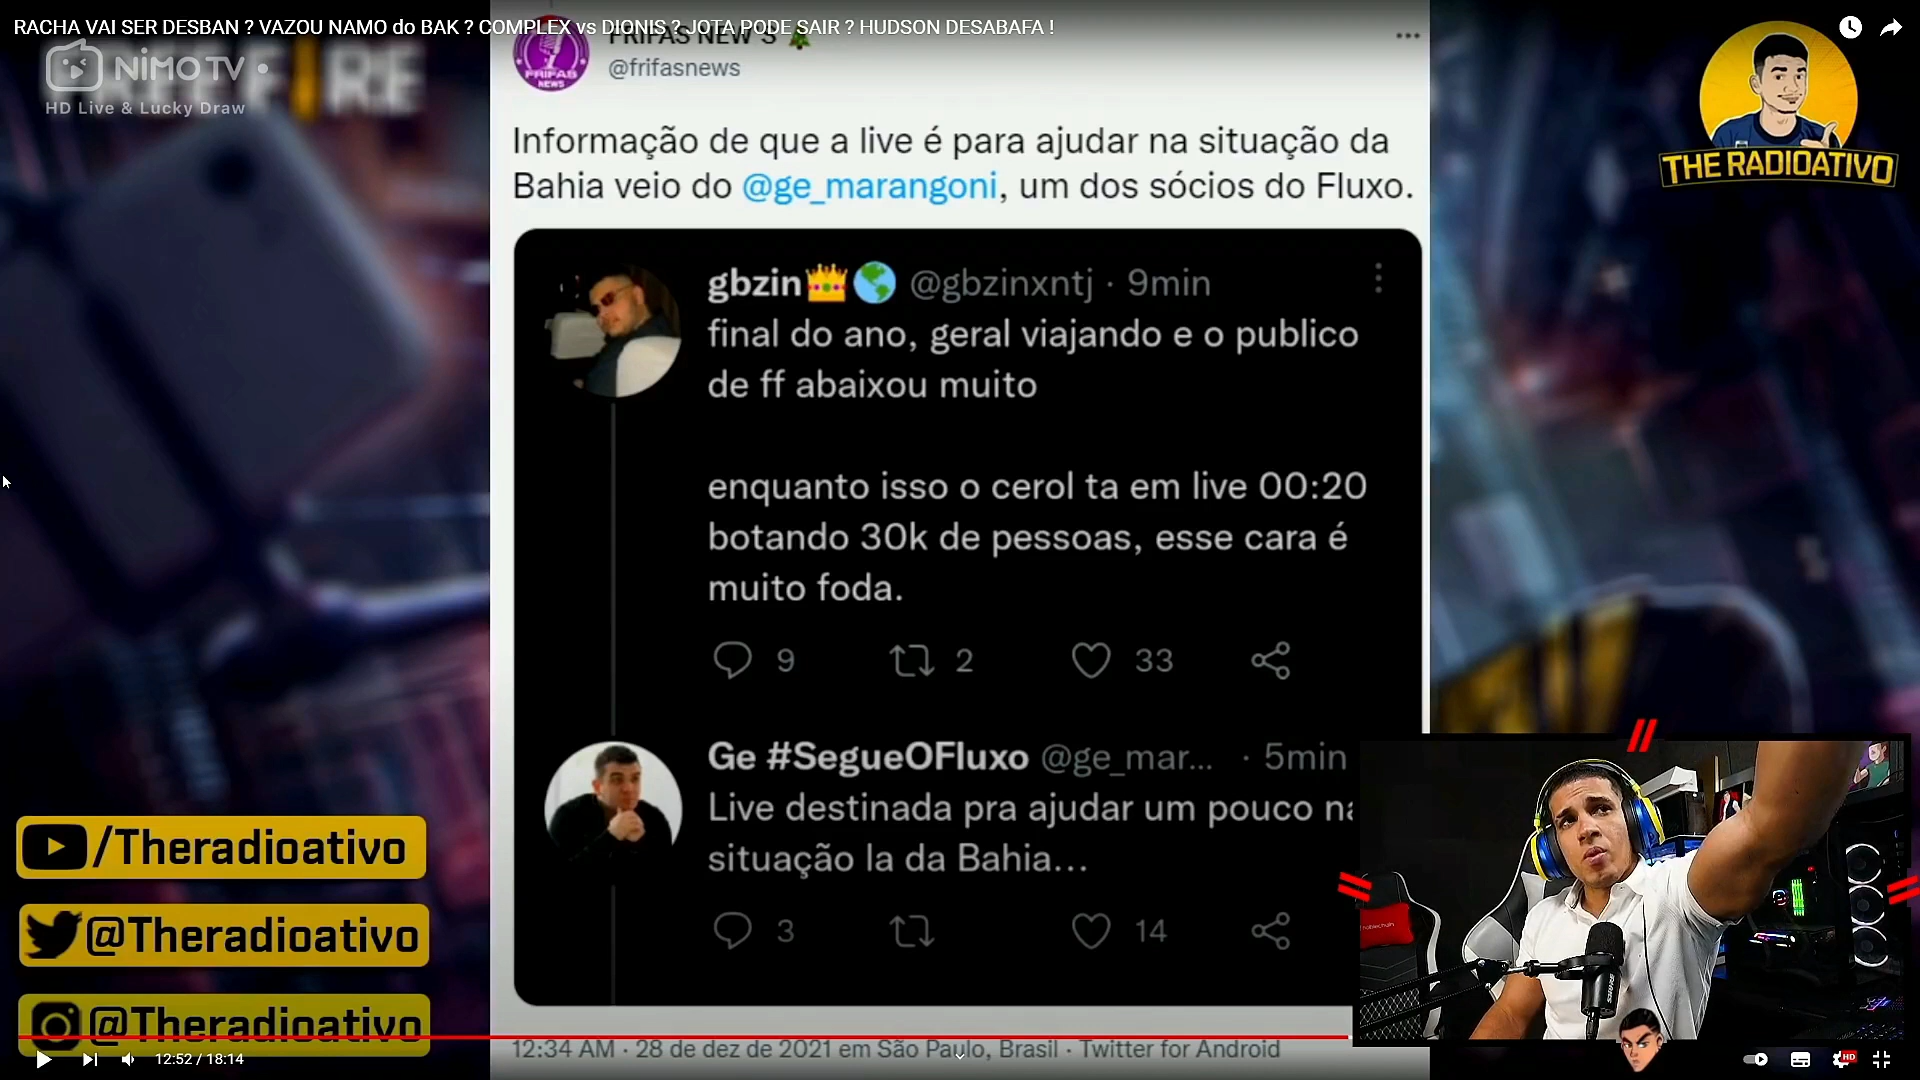 RACHA VAI SER DESBAN ? VAZOU NAMO do BAK ? COMPLEX vs DIONIS ? JOTA PODE SAIR ? HUDSON DESABAFA !
NIMO TV
HD Live & Lucky Draw
FRIFAS NEW'S 🎄
@frifasnews
FRIFAS
NEWS
THE RADIOATIVO
Informação de que a live é para ajudar na situação da
Bahia veio do @ge_marangoni, um dos sócios do Fluxo.
gbzin👑🌎 @gbzinxntj · 9min
final do ano, geral viajando e o publico
de ff abaixou muito
enquanto isso o cerol ta em live 00:20
botando 30k de pessoas, esse cara é
muito foda.
9 2 33
Ge #SegueOFluxo @ge_mar... · 5min
Live destinada pra ajudar um pouco na
situação la da Bahia...
3 14
/Theradioativo
@Theradioativo
@Theradioativo
12:34 AM · 28 de dez de 2021 em São Paulo, Brasil · Twitter for Android
12:52 / 18:14
HD